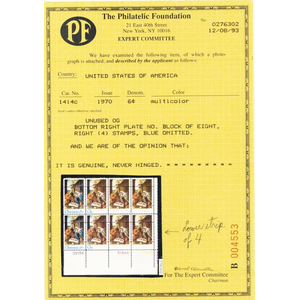 PF
The Philatelic Foundation
21 East 40th Street
New York, NY 10016
EXPERT COMMITTEE
No. 0276302
12/08/93
We have examined the following item, of which a photo-
graph is attached, and described by the applicant as follows:
Country: UNITED STATES OF AMERICA
Cat. No. Issue Denom. Color
1414c 1970 6¢ multicolor
UNUSED OG
BOTTOM RIGHT PLATE NO. BLOCK OF EIGHT,
RIGHT (4) STAMPS, BLUE OMITTED.
AND WE ARE OF THE OPINION THAT:
IT IS GENUINE, NEVER HINGED.
Lower strip
of 4
B 004553
For The Expert Committee
Chairman